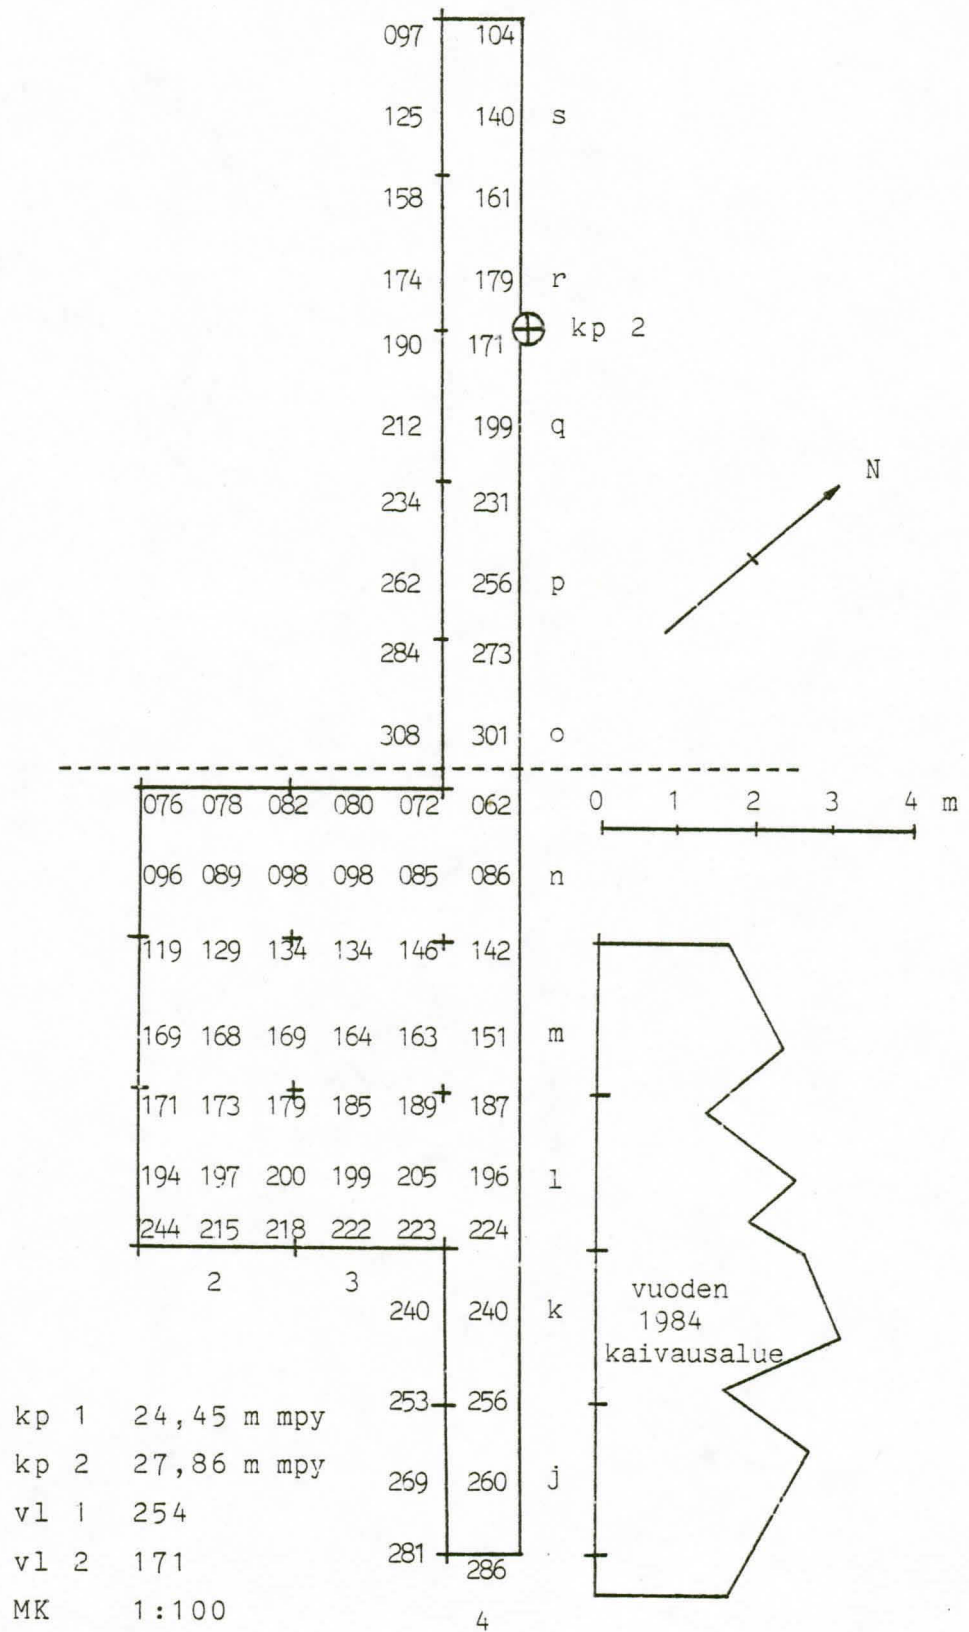 097 104
125 140 s
158 161
174 179 r
kp 2
190 171
212 199 q
N
234 231
262 256 p
284 273
308 301 o
076 078 082 080 072 062
0 1 2 3 4 m
096 089 098 098 085 086 n
119 129 134 134 146 142
169 168 169 164 163 151 m
171 173 179 185 189 187
194 197 200 199 205 196 l
244 215 218 222 223 224
2 3
240 240 k
vuoden
1984
kaivausalue
253 256
269 260 j
281 286
4
kp 1 24,45 m mpy
kp 2 27,86 m mpy
vl 1 254
vl 2 171
MK 1:100